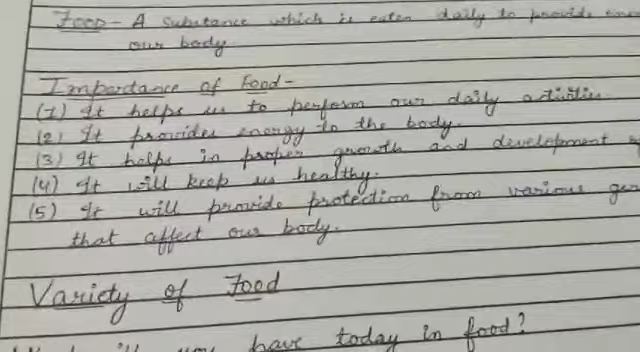 Food - A substance which is eaten daily to provide
our body
Importance of Food -
(1) It helps us to perform our daily activities
(2) It provides energy to the body.
(3) It helps in proper growth and development
(4) It will keep us healthy.
(5) It will provide protection from various
that affect our body.
Variety of Food
have today in food?